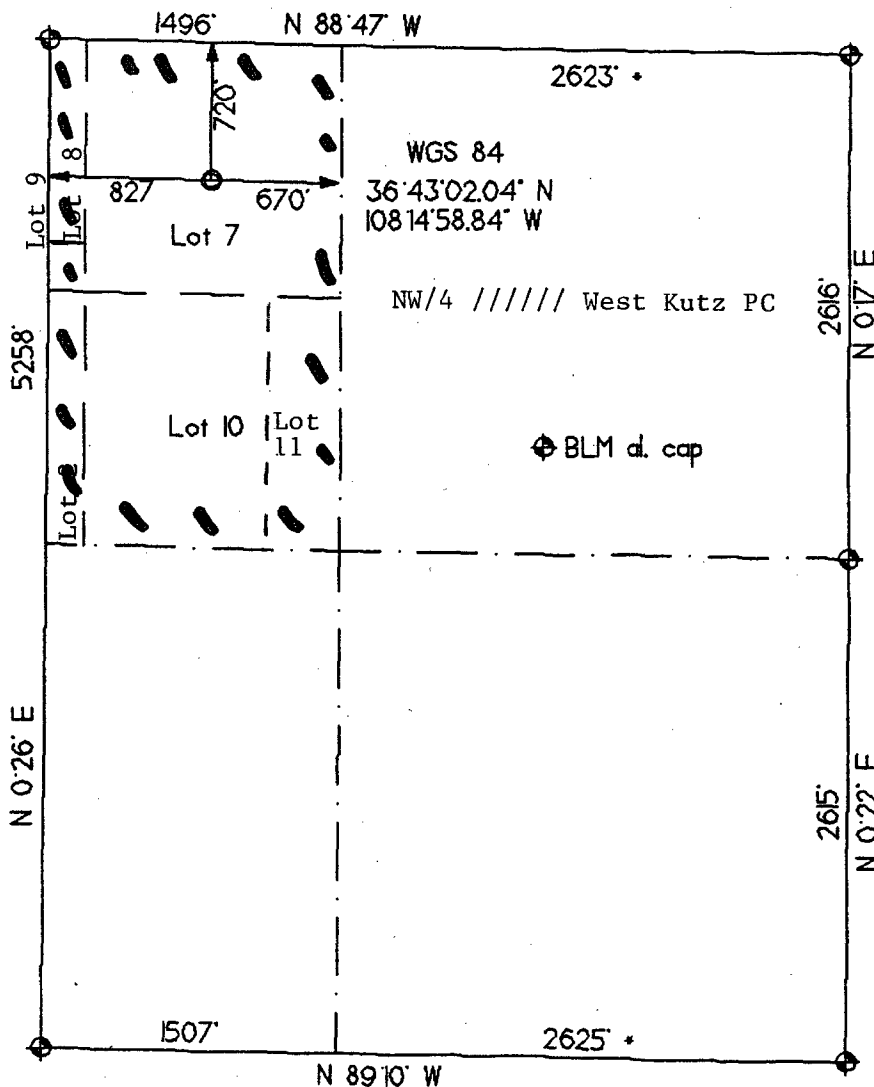 1496' N 88°47' W
2623' *
720'
WGS 84
36°43'02.04" N
108°14'58.84" W
827 670'
Lot 9
Lot 8
Lot 7
NW/4 ////// West Kutz PC
2616'
N 0°17' E
5258'
Lot 10
Lot
11
BLM al. cap
Lot
N 0°26' E
2615'
N 0°22' E
1507'
2625' *
N 89°10' W